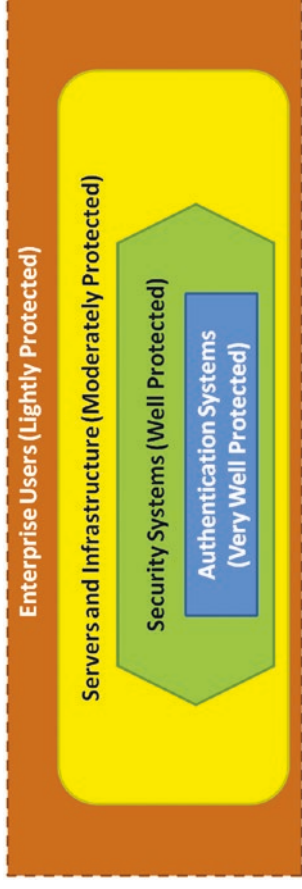 Enterprise Users (Lightly Protected)
Servers and Infrastructure (Moderately Protected)
Security Systems (Well Protected)
Authentication Systems
(Very Well Protected)